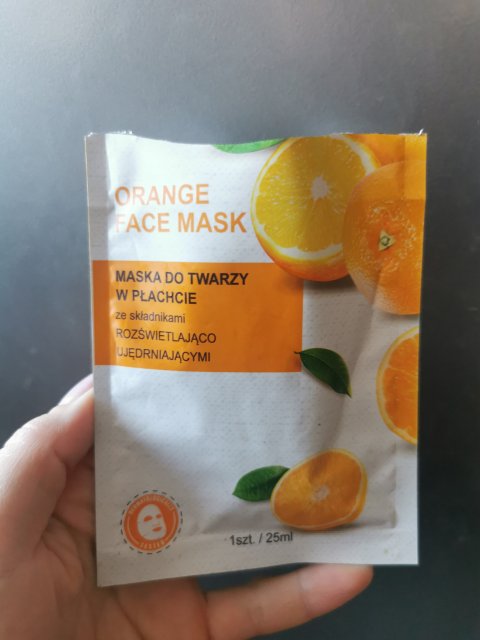 ORANGE
FACE MASK
MASKA DO TWARZY
W PŁACHCIE
ze składnikami
ROZŚWIETLAJĄCO
UJĘDRNIAJĄCYMI
1szt. / 25ml